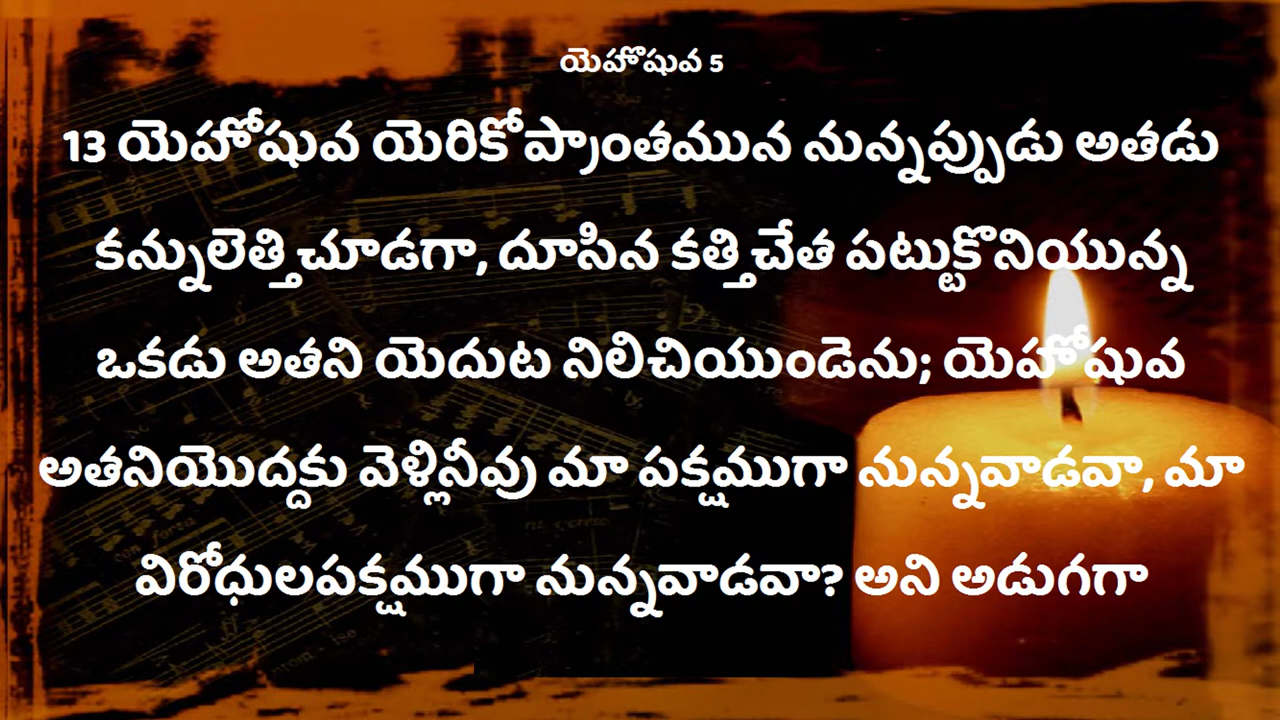 యెహొషువ 5
13 యెహోషువ యెరికోప్రాంతమున నున్నప్పుడు అతడు
కన్నులెత్తిచూడగా, దూసిన కత్తిచేత పట్టుకొనియున్న
ఒకడు అతని యెదుట నిలిచియుండెను; యెహోషువ
అతనియొద్దకు వెళ్లినీవు మా పక్షముగా నున్నవాడవా, మా
విరోధులపక్షముగా నున్నవాడవా? అని అడుగగా